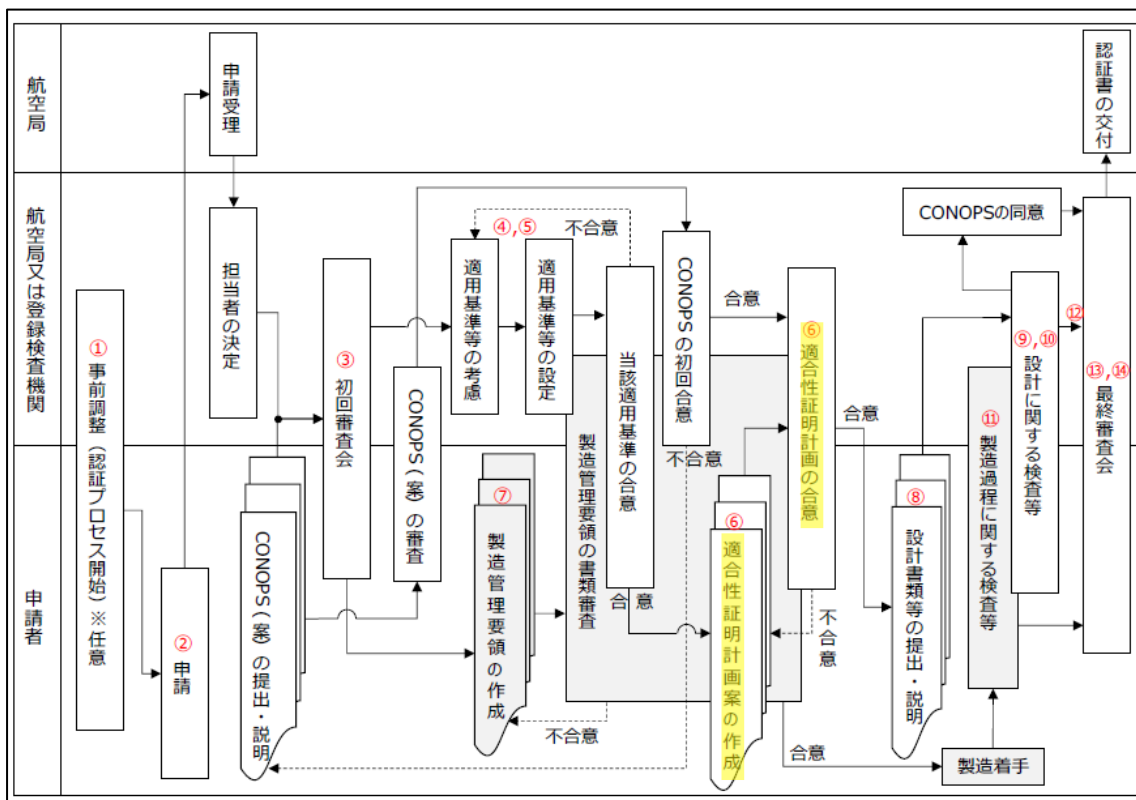 航空局
申請受理
認証書の交付
航空局又は登録検査機関
① 事前調整（認証プロセス開始）※任意
担当者の決定
③ 初回審査会
CONOPS（案）の審査
④,⑤
適用基準等の考慮
適用基準等の設定
不合意
当該適用基準の合意
合意
CONOPSの初回合意
合意
不合意
⑥ 適合性証明計画の合意
合意
不合意
CONOPSの同意
⑨,⑩
設計に関する検査等
⑫
⑬,⑭
最終審査会
⑪ 製造過程に関する検査等
申請者
② 申請
CONOPS（案）の提出・説明
⑦
製造管理要領の作成
製造管理要領の書類審査
不合意
⑥
適合性証明計画案の作成
合意
⑧
設計書類等の提出・説明
製造着手